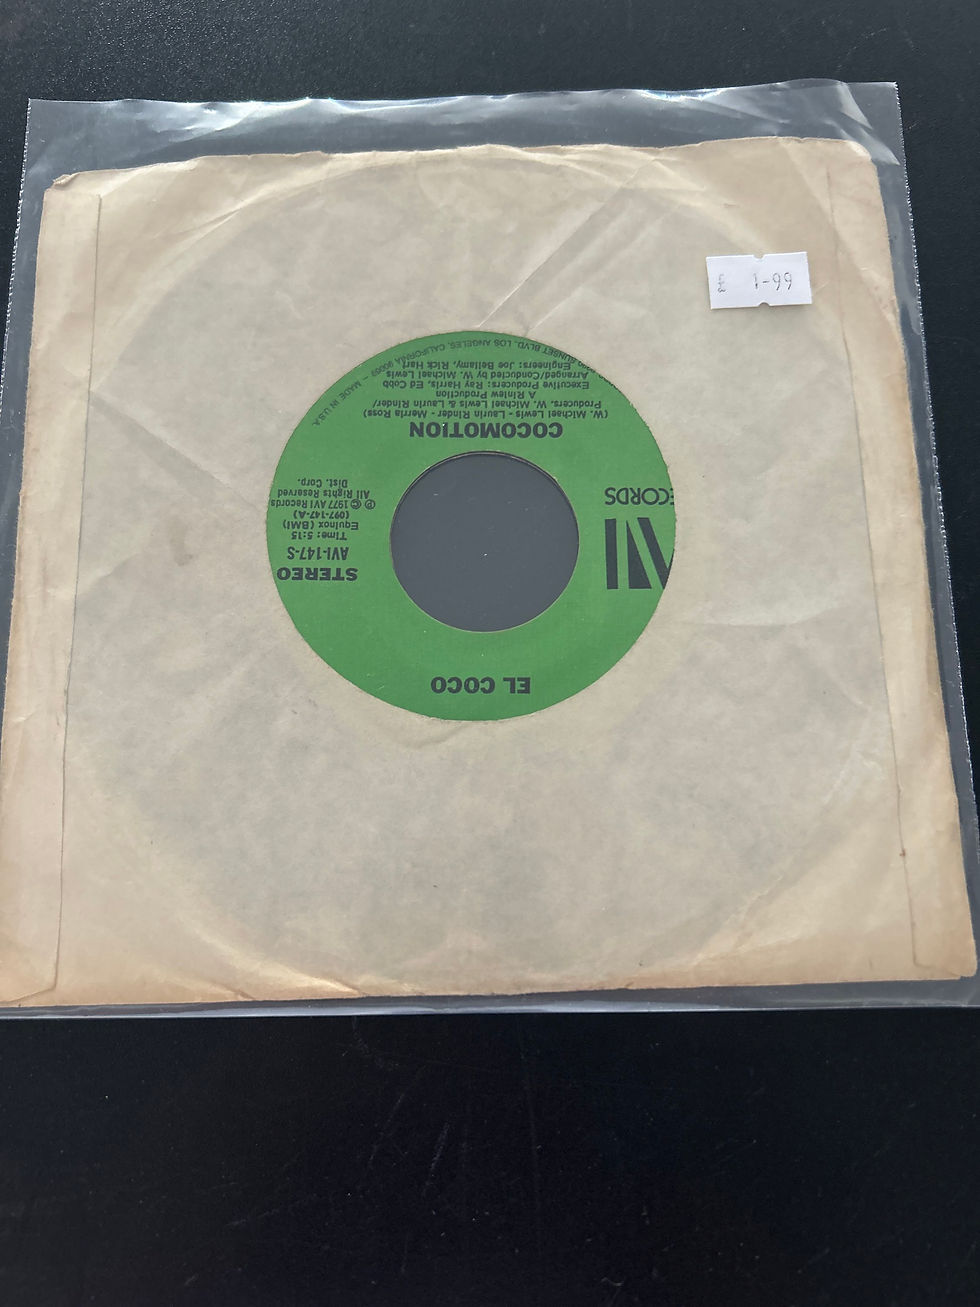 £ 1-99
EL COCO
AVI
RECORDS
STEREO
AVI-147-S
Time: 5:15
Equinox (BMI)
(097-147-A)
℗ © 1977 AVI Records
All Rights Reserved
Dist. Corp.
COCOMOTION
(W. Michael Lewis - Laurin Rinder - Merria Ross)
Producers: W. Michael Lewis & Laurin Rinder/
A Rinlew Production
Executive Producers: Ray Harris, Ed Cobb
Arranged/Conducted by W. Michael Lewis
Engineers: Joe Bellamy, Rick Hart
SUNSET BLVD. LOS ANGELES, CALIFORNIA 90069 – MADE IN U.S.A.